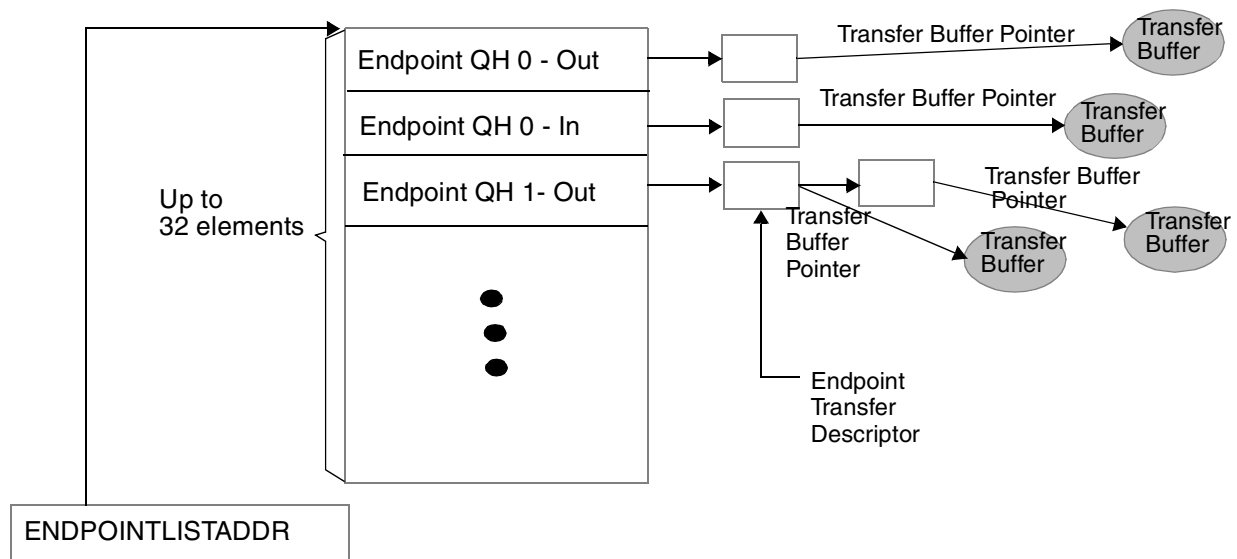 Transfer Buffer Pointer
Transfer
Buffer
Endpoint QH 0 - Out
Transfer Buffer Pointer
Transfer
Buffer
Endpoint QH 0 - In
Endpoint QH 1- Out
Transfer Buffer
Pointer
Up to
32 elements
Transfer
Buffer
Pointer
Transfer
Buffer
Transfer
Buffer
Endpoint
Transfer
Descriptor
ENDPOINTLISTADDR